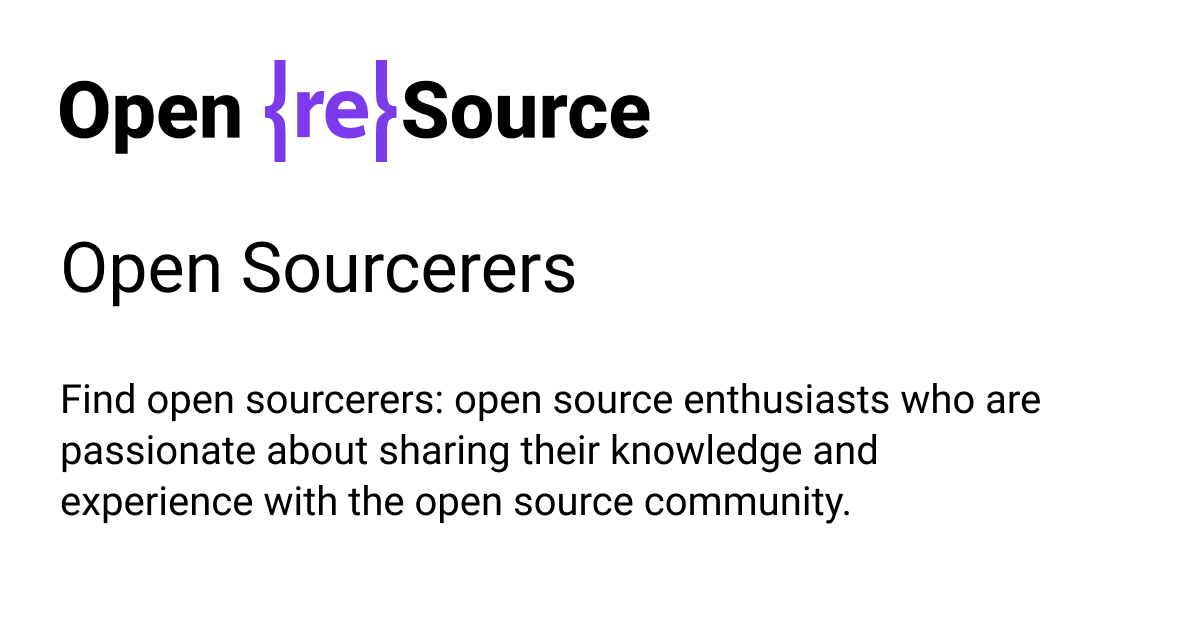 Open {re}Source
Open Sourcerers
Find open sourcerers: open source enthusiasts who are
passionate about sharing their knowledge and
experience with the open source community.